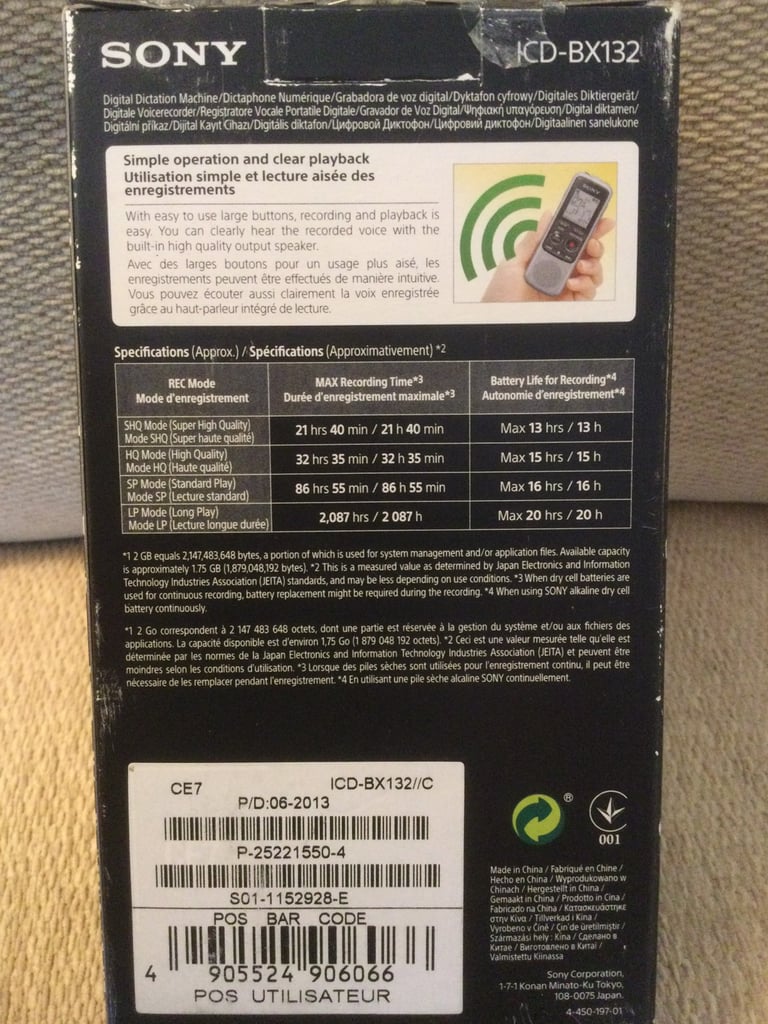 SONY
ICD-BX132
Digital Dictation Machine/Dictaphone Numérique/Grabadora de voz digital/Dyktafon cyfrowy/Digitales Diktiergerät/
Digitale Voicerecorder/Registratore Vocale Portatile Digitale/Gravador de Voz Digital/Ψηφιακή υπαγόρευση/Digital diktamen/
Digitální příkaz/Dijital Kayıt Cihazı/Digitális diktafon/Цифровой Диктофон/Цифровий диктофон/Digitaalinen sanelukone
Simple operation and clear playback
Utilisation simple et lecture aisée des
enregistrements
With easy to use large buttons, recording and playback is
easy. You can clearly hear the recorded voice with the
built-in high quality output speaker.
Avec des larges boutons pour un usage plus aisé, les
enregistrements peuvent être effectués de manière intuitive.
Vous pouvez écouter aussi clairement la voix enregistrée
grâce au haut-parleur intégré de lecture.
SONY
Specifications (Approx.) / Spécifications (Approximativement) *2
REC Mode
Mode d'enregistrement
MAX Recording Time*3
Durée d'enregistrement maximale*3
Battery Life for Recording*4
Autonomie d'enregistrement*4
SHQ Mode (Super High Quality)
Mode SHQ (Super haute qualité)
21 hrs 40 min / 21 h 40 min
Max 13 hrs / 13 h
HQ Mode (High Quality)
Mode HQ (Haute qualité)
32 hrs 35 min / 32 h 35 min
Max 15 hrs / 15 h
SP Mode (Standard Play)
Mode SP (Lecture standard)
86 hrs 55 min / 86 h 55 min
Max 16 hrs / 16 h
LP Mode (Long Play)
Mode LP (Lecture longue durée)
2,087 hrs / 2 087 h
Max 20 hrs / 20 h
*1 2 GB equals 2,147,483,648 bytes, a portion of which is used for system management and/or application files. Available capacity
is approximately 1.75 GB (1,879,048,192 bytes). *2 This is a measured value as determined by Japan Electronics and Information
Technology Industries Association (JEITA) standards, and may be less depending on use conditions. *3 When dry cell batteries are
used for continuous recording, battery replacement might be required during the recording. *4 When using SONY alkaline dry cell
battery continuously.
*1 2 Go correspondent à 2 147 483 648 octets, dont une partie est réservée à la gestion du système et/ou aux fichiers des
applications. La capacité disponible est d'environ 1,75 Go (1 879 048 192 octets). *2 Ceci est une valeur mesurée telle qu'elle est
déterminée par les normes de la Japan Electronics and Information Technology Industries Association (JEITA) et peuvent être
moindres selon les conditions d'utilisation. *3 Lorsque des piles sèches sont utilisées pour l'enregistrement continu, il peut être
nécessaire de les remplacer pendant l'enregistrement. *4 En utilisant une pile sèche alcaline SONY continuellement.
CE7
ICD-BX132//C
P/D:06-2013
P-25221550-4
S01-1152928-E
POS BAR CODE
4 905524 906066
POS UTILISATEUR
®
001
Made in China / Fabriqué en Chine /
Hecho en China / Wyprodukowano w
Chinach / Hergestellt in China /
Gemaakt in China / Prodotto in Cina /
Fabricado na China / Κατασκευάστηκε
στην Κίνα / Tillverkad i Kina /
Vyrobeno v Číně / Çin'de üretilmiştir /
Származási hely : Kína / Сделано в
Китае / Виготовлено в Китаї /
Valmistettu Kiinassa
Sony Corporation,
1-7-1 Konan Minato-Ku Tokyo,
108-0075 Japan.
4-450-197-01